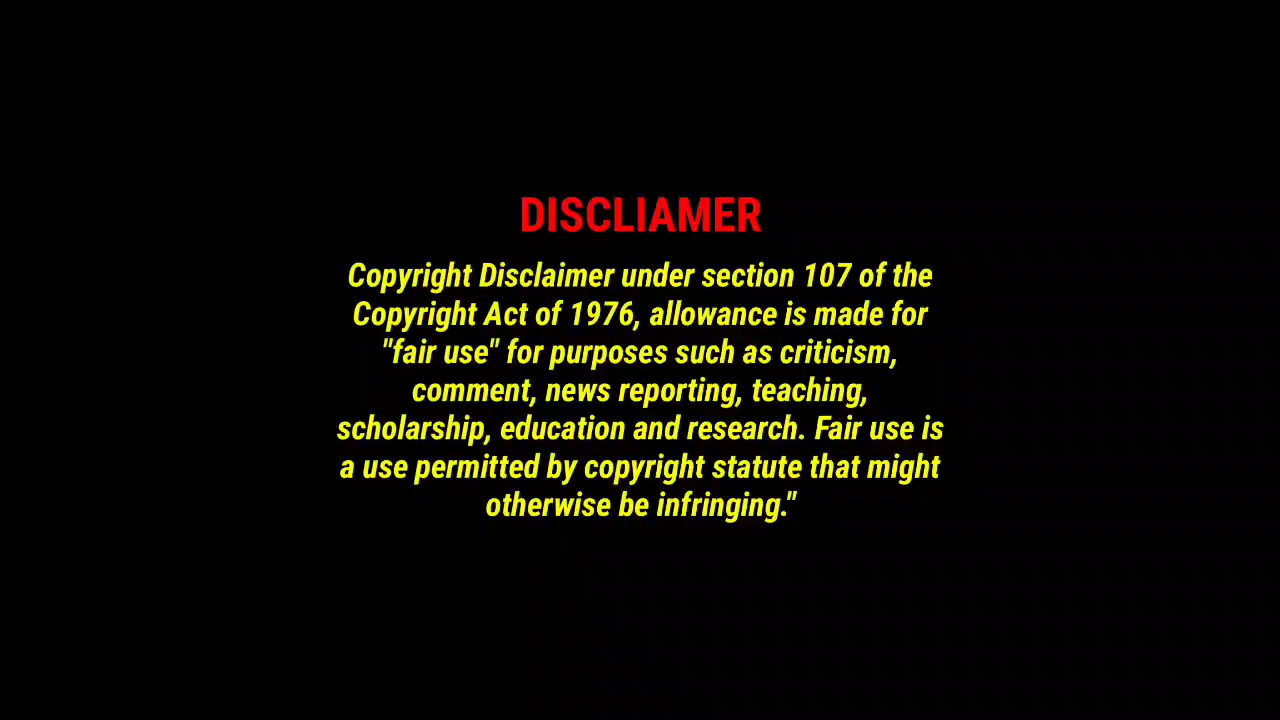 DISCLIAMER
Copyright Disclaimer under section 107 of the
Copyright Act of 1976, allowance is made for
"fair use" for purposes such as criticism,
comment, news reporting, teaching,
scholarship, education and research. Fair use is
a use permitted by copyright statute that might
otherwise be infringing."